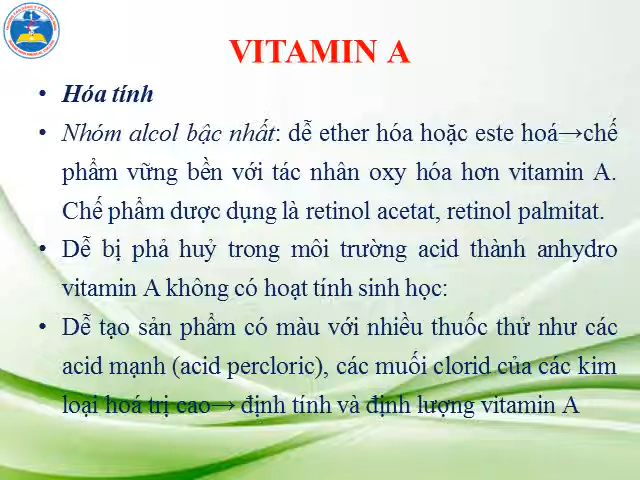 VITAMIN A
• Hóa tính
• Nhóm alcol bậc nhất: dễ ether hóa hoặc este hoá→chế
phẩm vững bền với tác nhân oxy hóa hơn vitamin A.
Chế phẩm dược dụng là retinol acetat, retinol palmitat.
• Dễ bị phả huỷ trong môi trường acid thành anhydro
vitamin A không có hoạt tính sinh học:
• Dễ tạo sản phẩm có màu với nhiều thuốc thử như các
acid mạnh (acid percloric), các muối clorid của các kim
loại hoá trị cao→ định tính và định lượng vitamin A